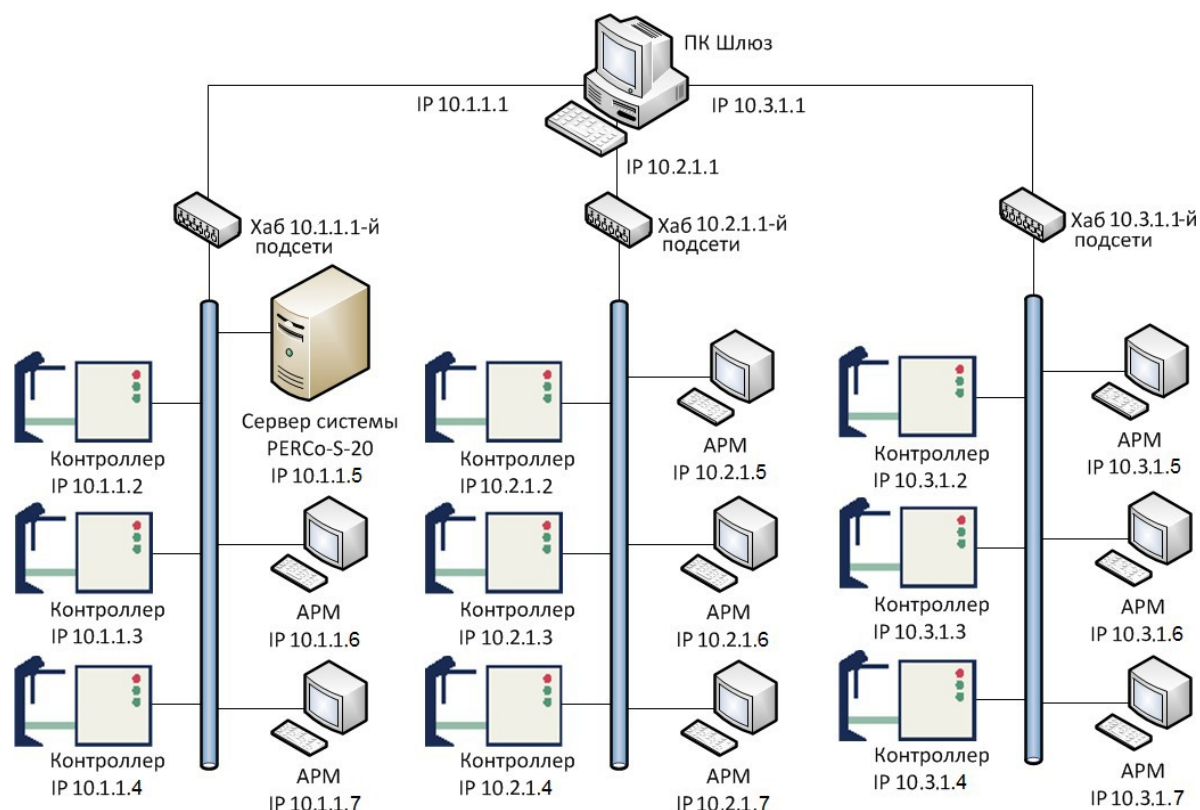 ПК Шлюз
IP 10.1.1.1
IP 10.3.1.1
IP 10.2.1.1
Хаб 10.1.1.1-й
подсети
Хаб 10.2.1.1-й
подсети
Хаб 10.3.1.1-й
подсети
Сервер системы
PERCo-S-20
IP 10.1.1.5
Контроллер
IP 10.1.1.2
Контроллер
IP 10.1.1.3
АРМ
IP 10.1.1.6
Контроллер
IP 10.1.1.4
АРМ
IP 10.1.1.7
Контроллер
IP 10.2.1.2
АРМ
IP 10.2.1.5
Контроллер
IP 10.2.1.3
АРМ
IP 10.2.1.6
Контроллер
IP 10.2.1.4
АРМ
IP 10.2.1.7
Контроллер
IP 10.3.1.2
АРМ
IP 10.3.1.5
Контроллер
IP 10.3.1.3
АРМ
IP 10.3.1.6
Контроллер
IP 10.3.1.4
АРМ
IP 10.3.1.7